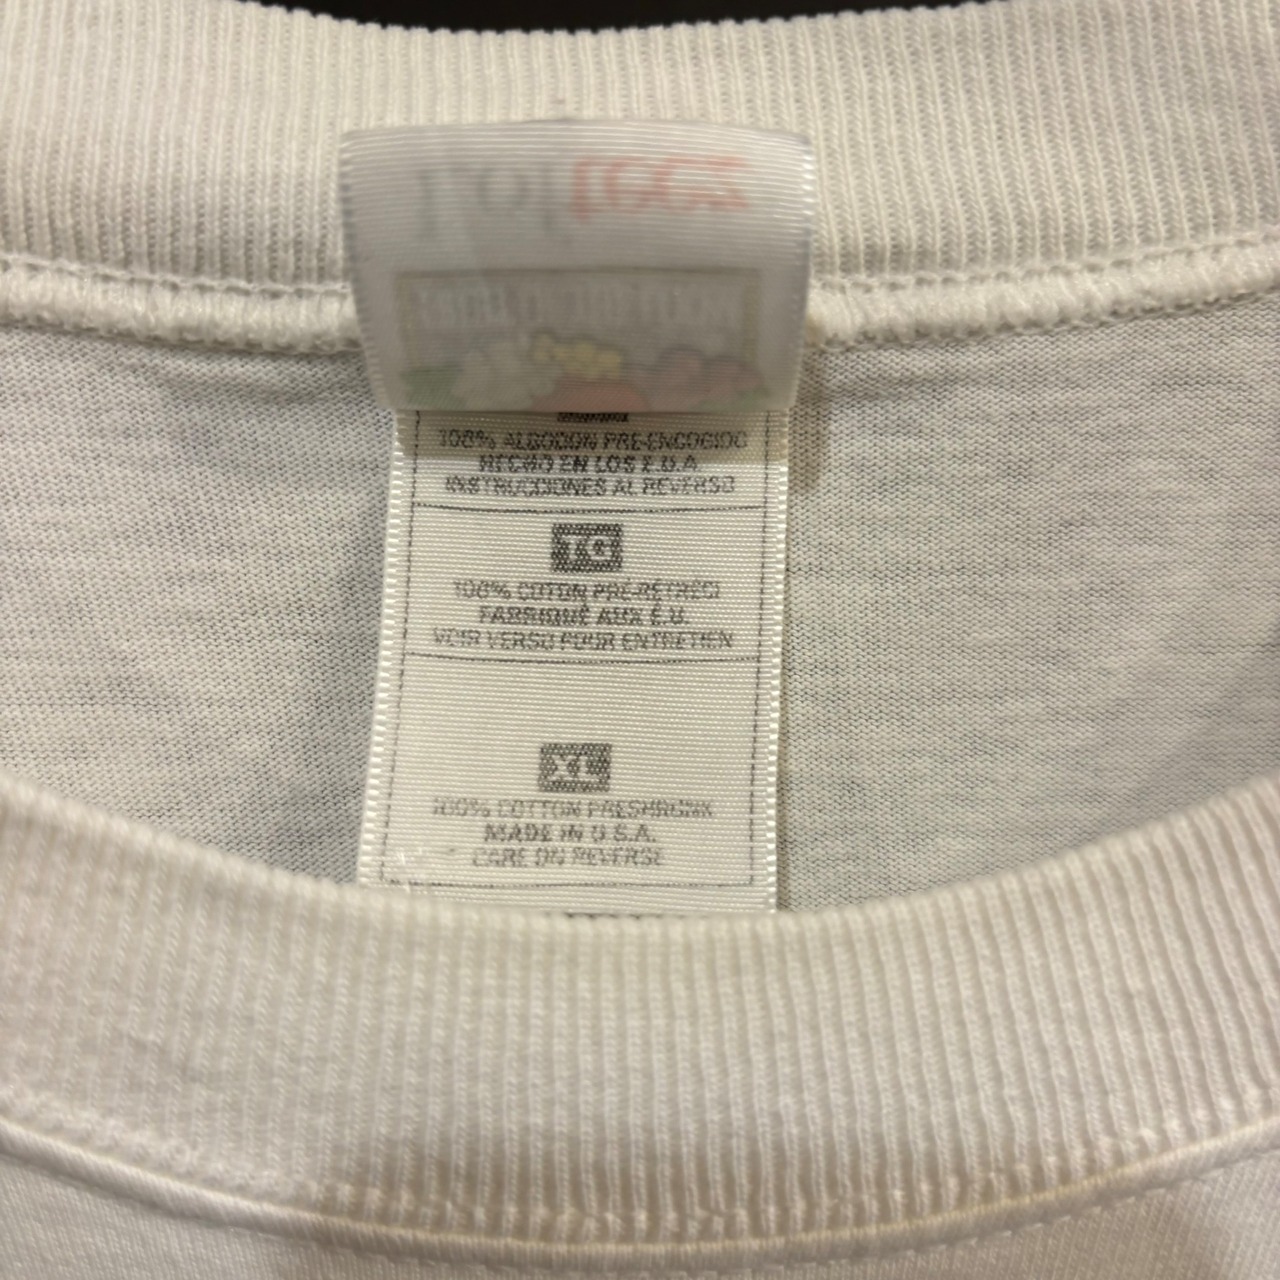 100% ALGODON PRE-ENCOGIDO
HECHO EN LOS E.U.A.
INSTRUCCIONES AL REVERSO
TG
100% COTON PRÉ-RÉTRÉCI
FABRIQUÉ AUX É.U.
VOIR VERSO POUR ENTRETIEN
XL
100% COTTON PRESHRUNK
MADE IN U.S.A.
CARE ON REVERSE